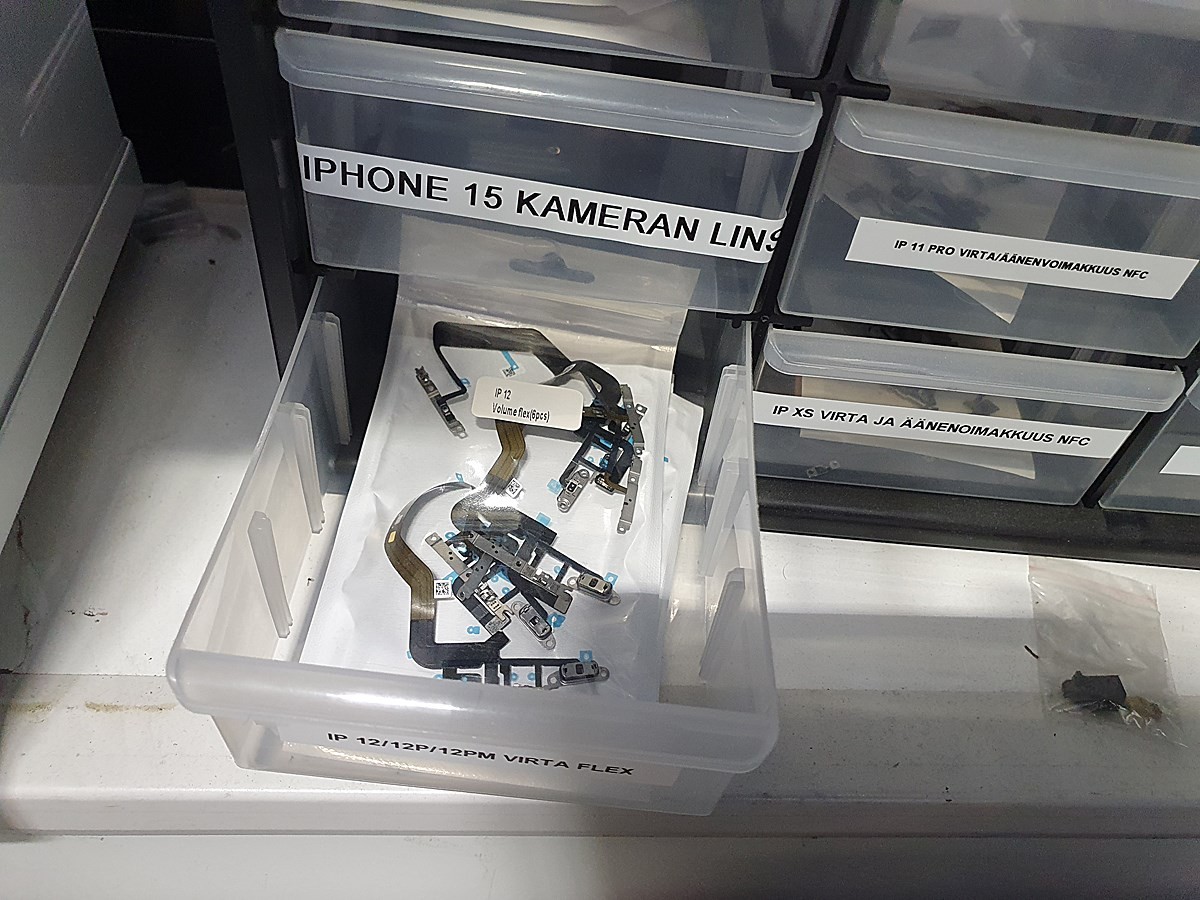 IPHONE 15 KAMERAN LINS
IP 11 PRO VIRTA/ÄÄNENVOIMAKKUUS NFC
IP XS VIRTA JA ÄÄNENOIMAKKUUS NFC
IP 12
Volume flex(6pcs)
IP 12/12P/12PM VIRTA FLEX